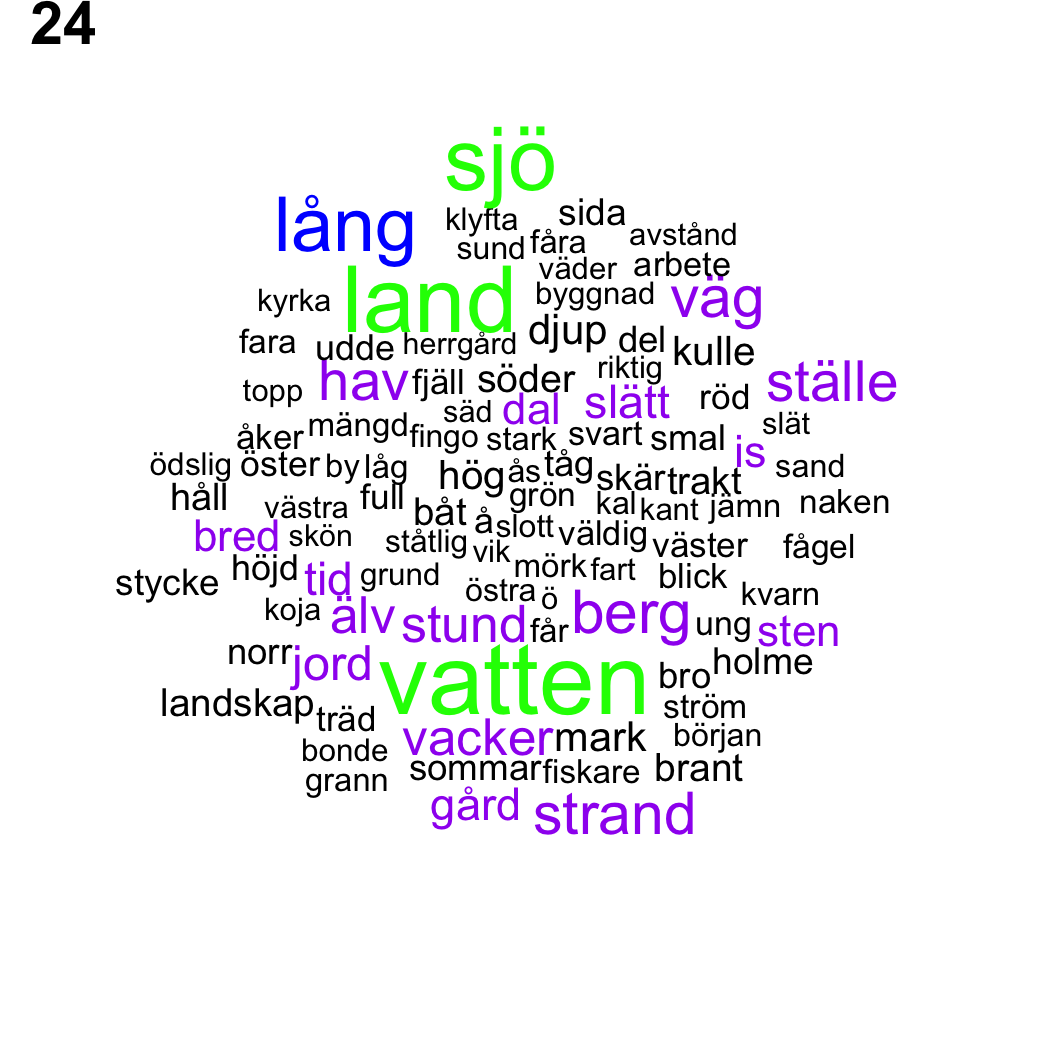 24
sjö
lång klyfta sida
sund fåra avstånd
väder arbete
kyrka land byggnad väg
fara udde herrgård djup del kulle
topp hav fjäll söder riktig ställe
säd dal slätt röd
åker mängd fingo stark svart smal is slät
ödslig öster by låg hög ås tåg skär trakt sand
håll västra full båt grön kal kant jämn naken
bred skön ståtlig å slott väldig väster fågel
vik
stycke höjd tid grund mörk fart blick
koja älv stund östra ö berg kvarn
får ung sten
norr jord vatten bro holme
landskap träd ström
bonde vacker mark början
grann sommar fiskare brant
gård strand